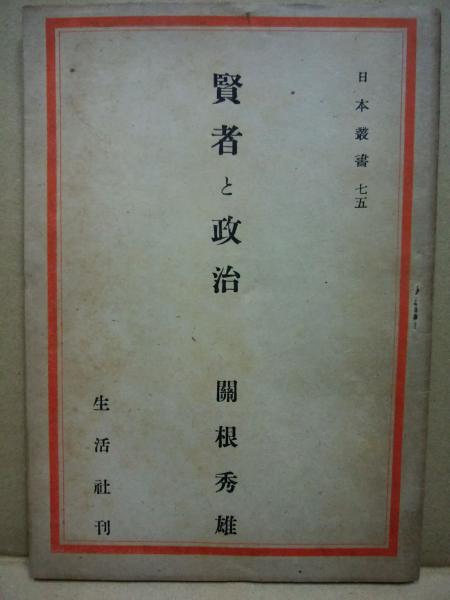 日本叢書 七五
賢者と政治 關根秀雄
生活社刊